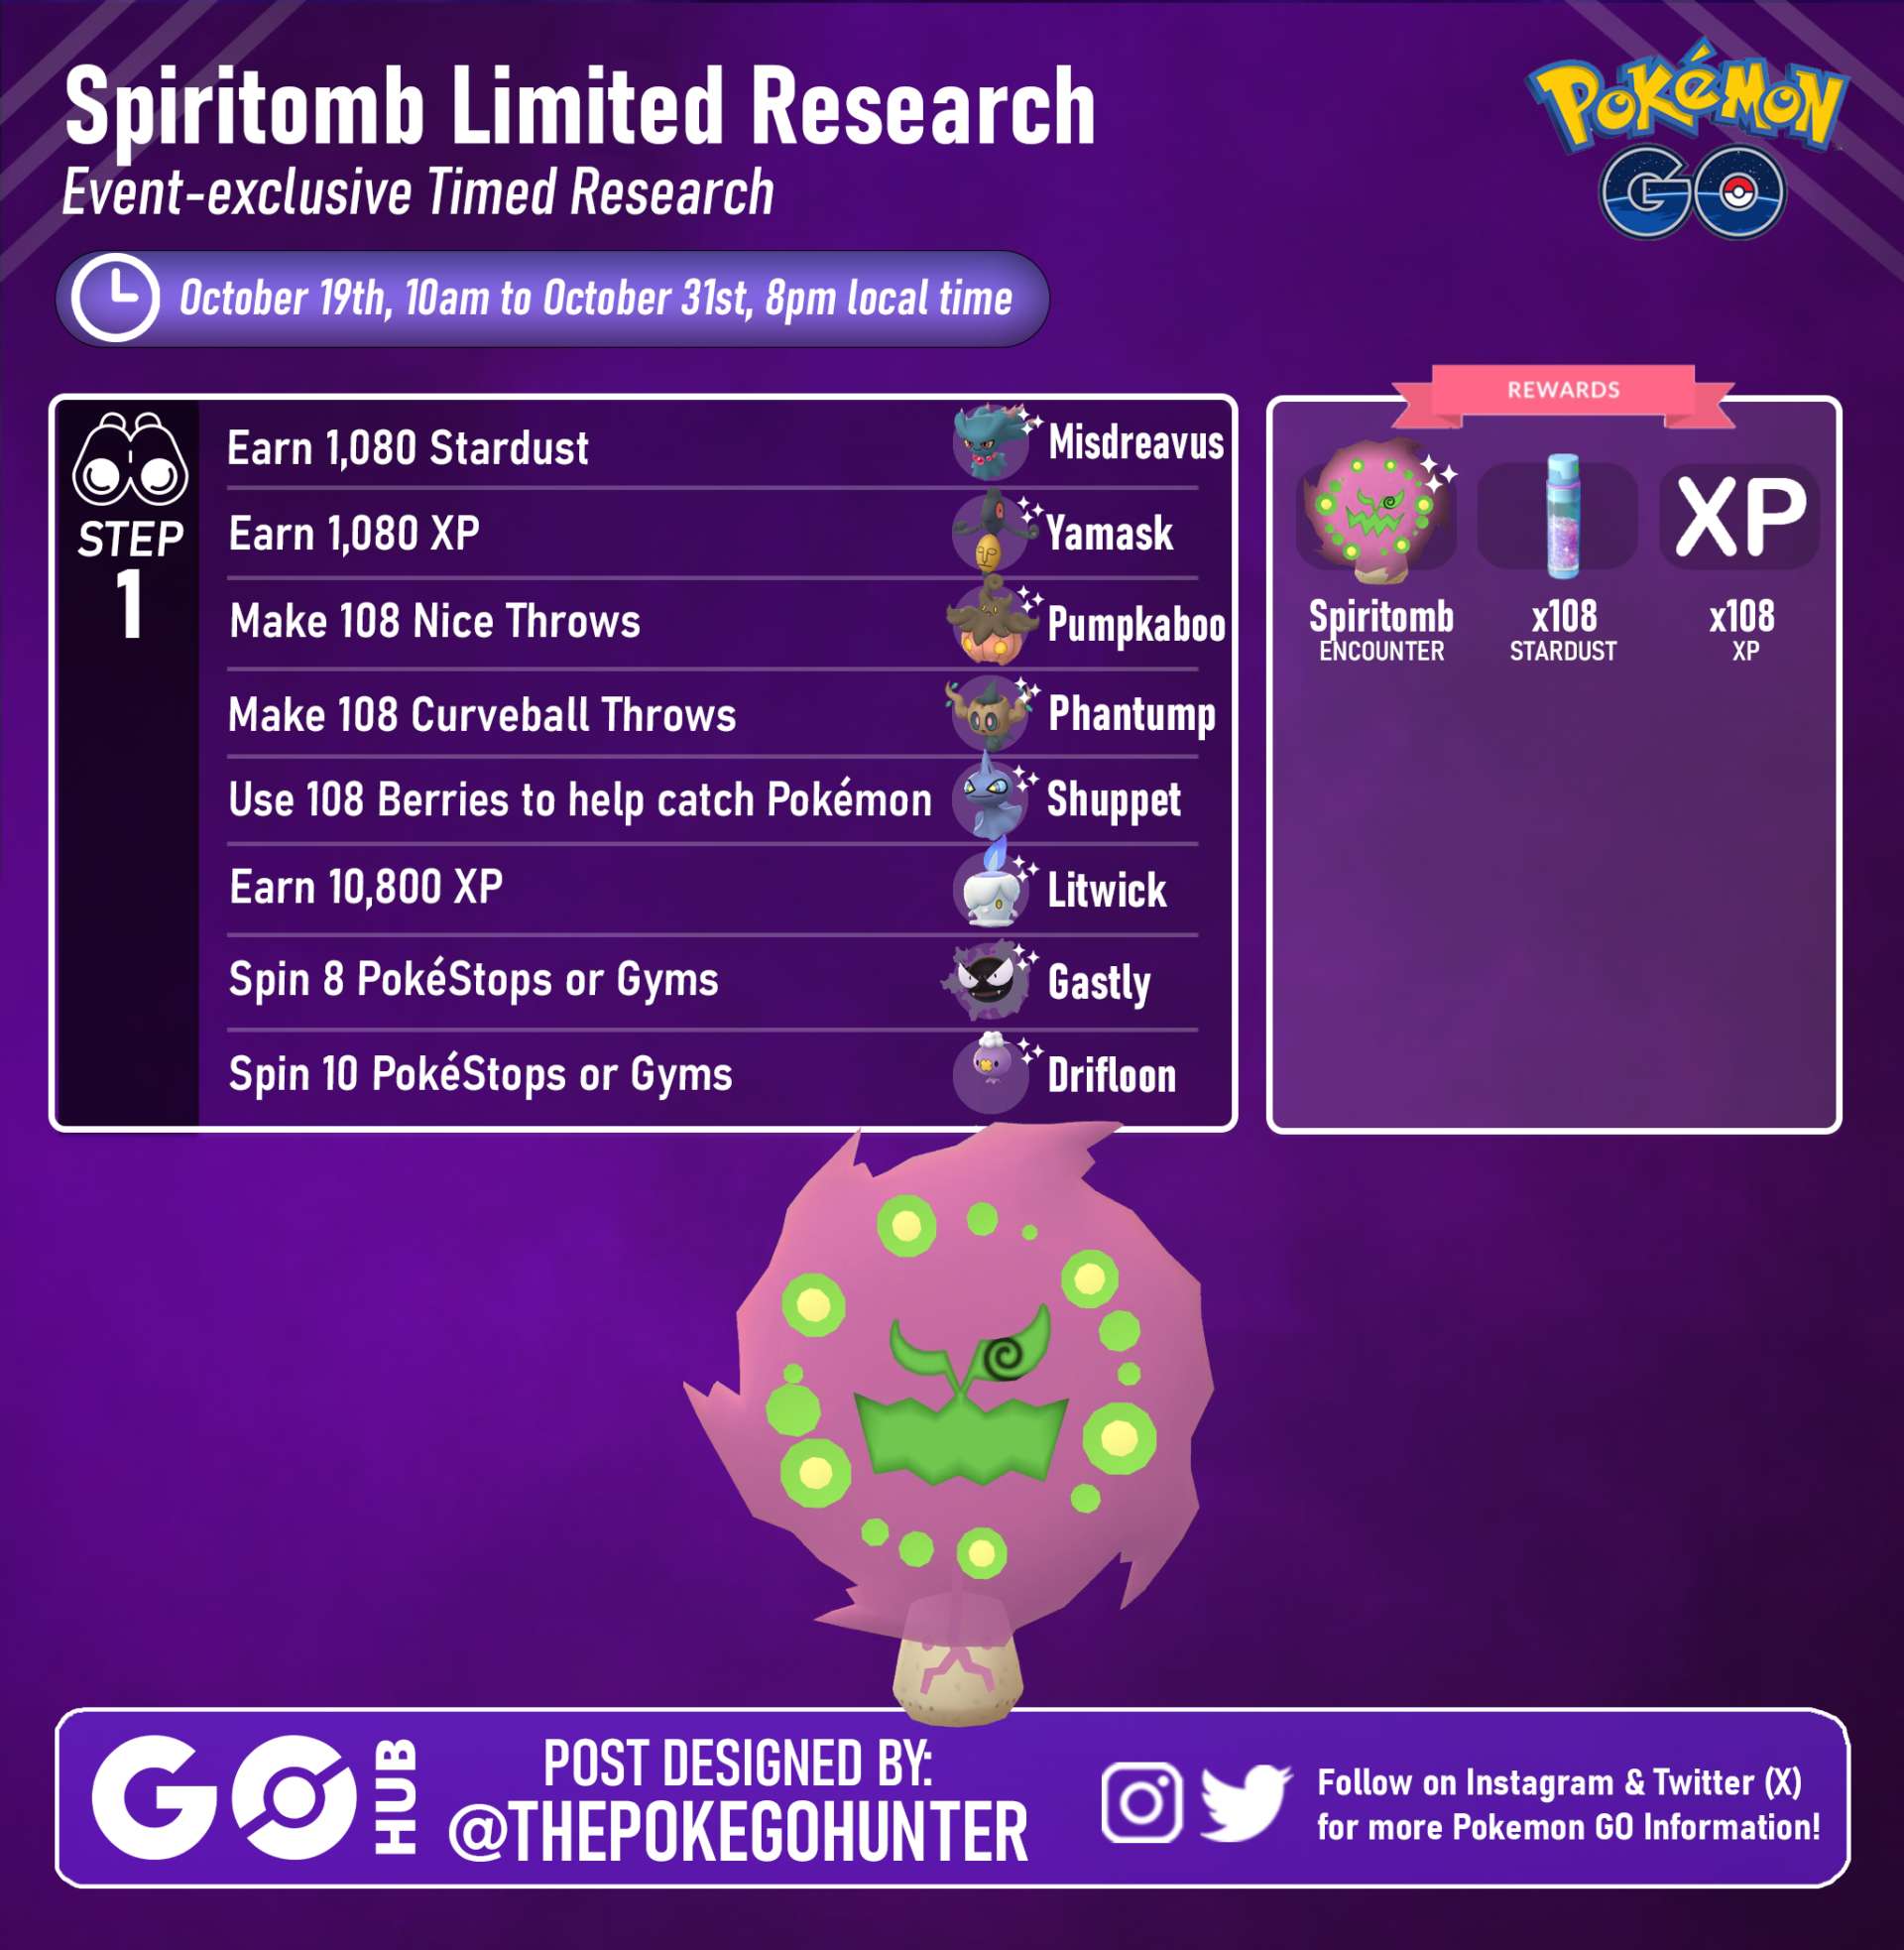 Spiritomb Limited Research
Event-exclusive Timed Research
POKéMON
GO
October 19th, 10am to October 31st, 8pm local time
STEP
1
Earn 1,080 Stardust Misdreavus
Earn 1,080 XP Yamask
Make 108 Nice Throws Pumpkaboo
Make 108 Curveball Throws Phantump
Use 108 Berries to help catch Pokémon Shuppet
Earn 10,800 XP Litwick
Spin 8 PokéStops or Gyms Gastly
Spin 10 PokéStops or Gyms Drifloon
REWARDS
XP
Spiritomb x108 x108
ENCOUNTER STARDUST XP
GO HUB
POST DESIGNED BY:
@THEPOKEGOHUNTER
Follow on Instagram & Twitter (X)
for more Pokemon GO Information!